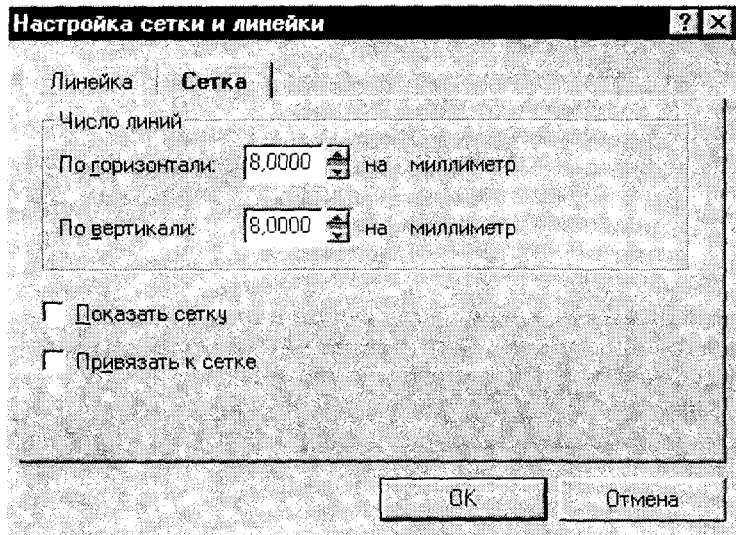 Настройка сетки и линейки
Линейка Сетка
Число линий
По горизонтали: 8,0000 на миллиметр
По вертикали: 8,0000 на миллиметр
Показать сетку
Привязать к сетке
OK Отмена